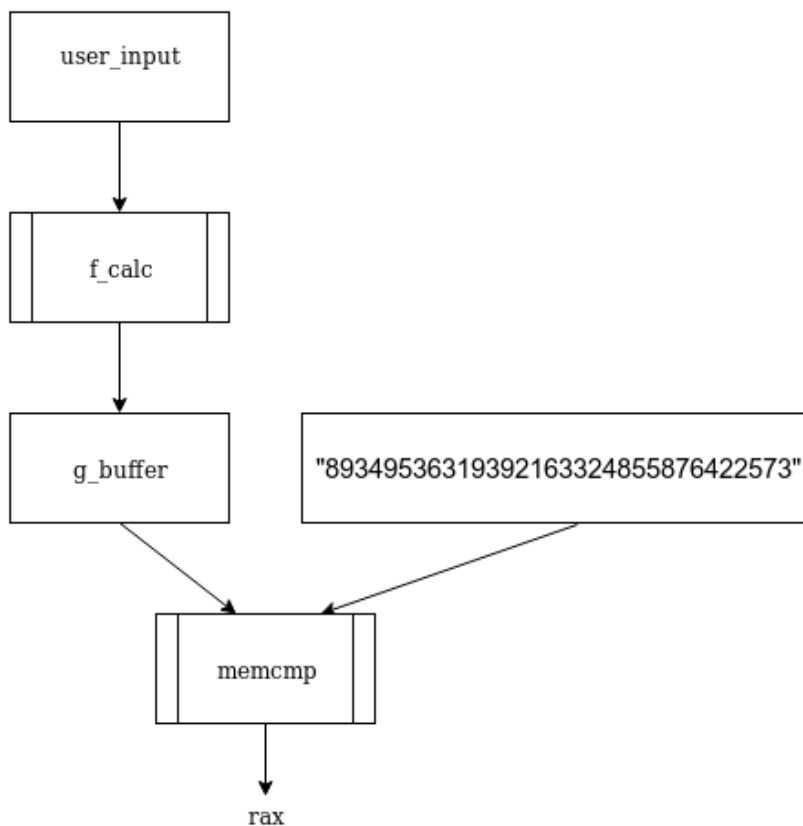 user_input
f_calc
g_buffer
"89349536319392163324855876422573"
memcmp
rax